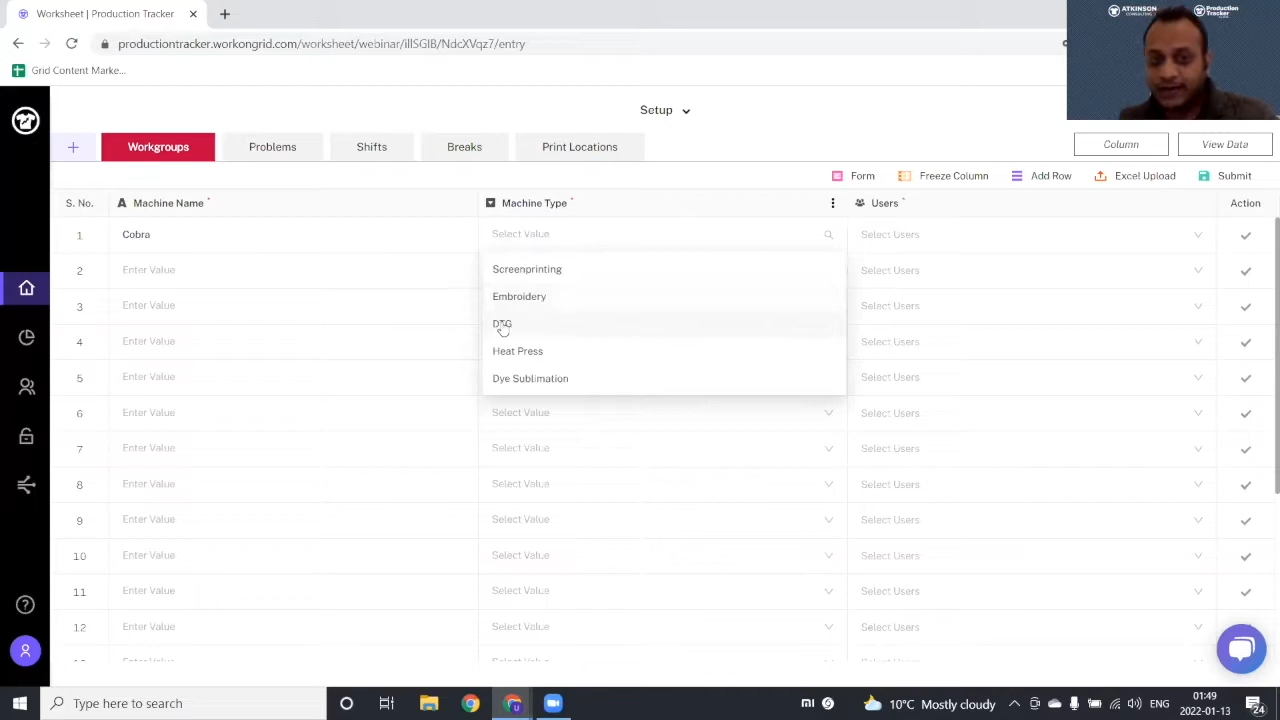 Worksheet | Production Tracker
ATKINSON CONSULTING
Production Tracker
productiontracker.workongrid.com/worksheet/webinar/illSGIB/NdcXVqz7/entry
Grid Content Marke...
Setup
Workgroups Problems Shifts Breaks Print Locations Column View Data
Form Freeze Column Add Row Excel Upload Submit
S. No. Machine Name * Machine Type * Users * Action
1 Cobra Select Value Select Users
Screenprinting
2 Enter Value Select Users
Embroidery
3 Enter Value Select Users
DTG
4 Enter Value Select Users
Heat Press
5 Enter Value Select Users
Dye Sublimation
6 Enter Value Select Value Select Users
7 Enter Value Select Value Select Users
8 Enter Value Select Value Select Users
9 Enter Value Select Value Select Users
10 Enter Value Select Value Select Users
11 Enter Value Select Value Select Users
12 Enter Value Select Value Select Users
Type here to search
10°C Mostly cloudy
ENG
01:49
2022-01-13
24